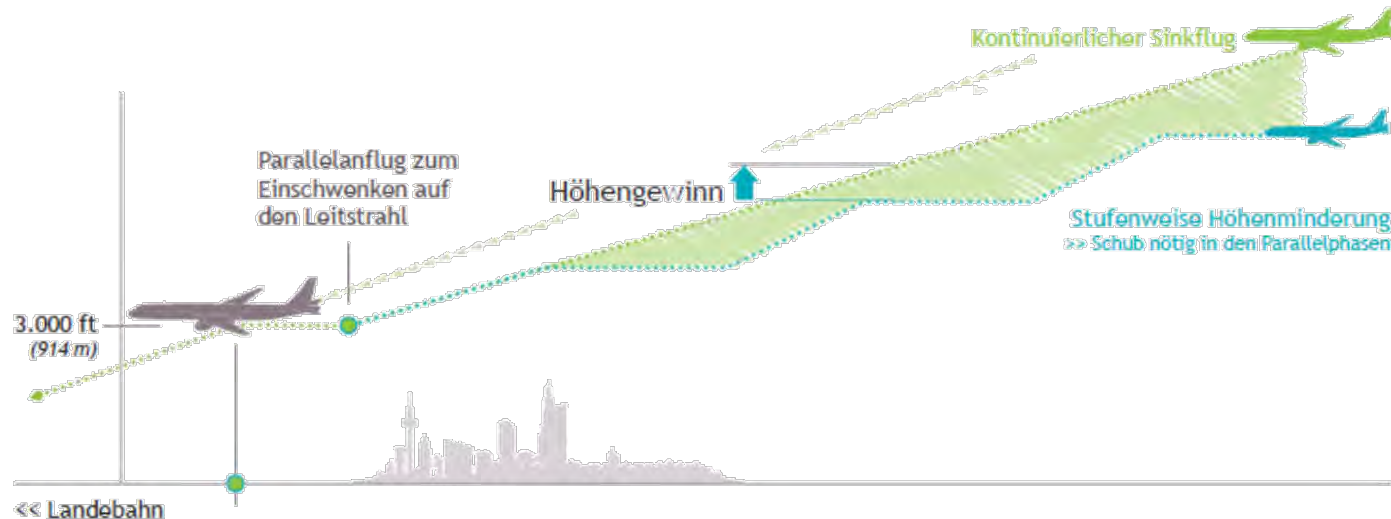 Kontinuierlicher Sinkflug
Parallelanflug zum
Einschwenken auf
den Leitstrahl
Höhengewinn
Stufenweise Höhenminderung
>> Schub nötig in den Parallelphasen
3.000 ft
(914 m)
<< Landebahn